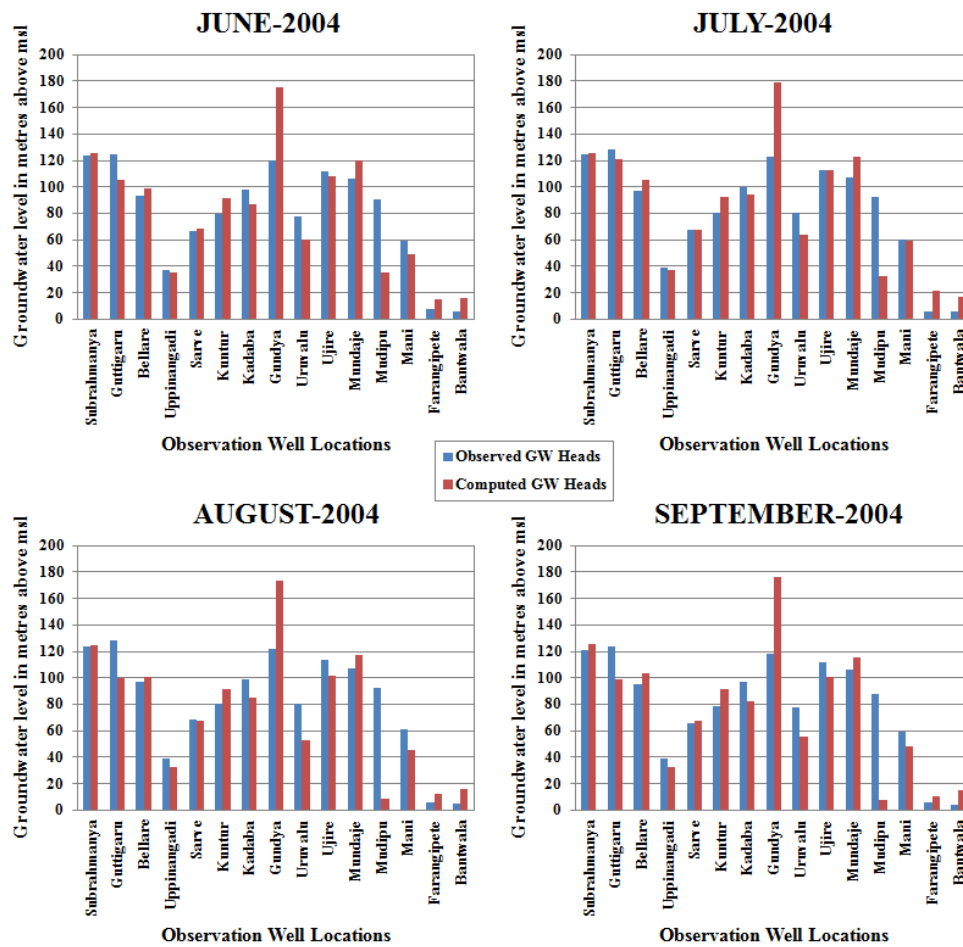 JUNE-2004
Groundwater level in metres above msl
200
180
160
140
120
100
80
60
40
20
0
Subrahmanya
Guttigaru
Bellare
Uppinangadi
Sarve
Kuntur
Kadaba
Gundya
Uruwalu
Ujire
Mundaje
Mudipu
Mani
Farangipete
Bantwala
Observation Well Locations
JULY-2004
Groundwater level in metres above msl
200
180
160
140
120
100
80
60
40
20
0
Subrahmanya
Guttigaru
Bellare
Uppinangadi
Sarve
Kuntur
Kadaba
Gundya
Uruwalu
Ujire
Mundaje
Mudipu
Mani
Farangipete
Bantwala
Observation Well Locations
Observed GW Heads
Computed GW Heads
AUGUST-2004
Groundwater level in metres above msl
200
180
160
140
120
100
80
60
40
20
0
Subrahmanya
Guttigaru
Bellare
Uppinangadi
Sarve
Kuntur
Kadaba
Gundya
Uruwalu
Ujire
Mundaje
Mudipu
Mani
Farangipete
Bantwala
Observation Well Locations
SEPTEMBER-2004
Groundwater level in metres above msl
200
180
160
140
120
100
80
60
40
20
0
Subrahmanya
Guttigaru
Bellare
Uppinangadi
Sarve
Kuntur
Kadaba
Gundya
Uruwalu
Ujire
Mundaje
Mudipu
Mani
Farangipete
Bantwala
Observation Well Locations